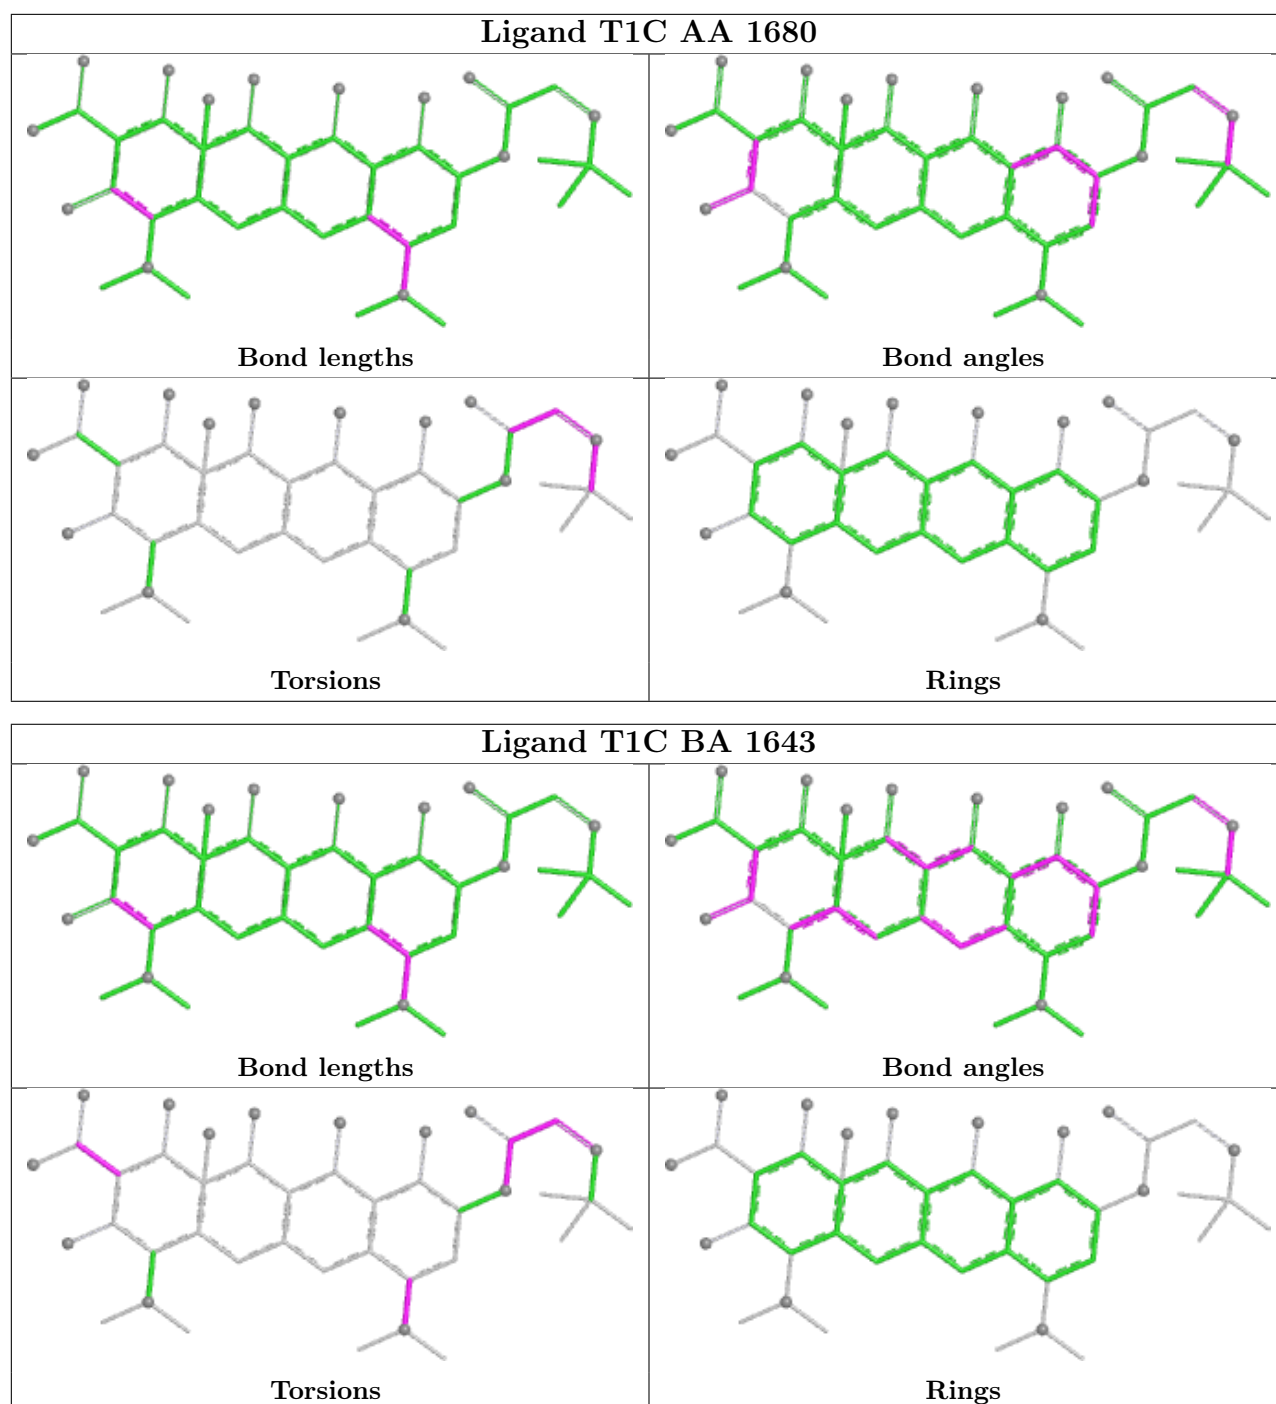 Ligand T1C AA 1680
Bond lengths
Bond angles
Torsions
Rings
Ligand T1C BA 1643
Bond lengths
Bond angles
Torsions
Rings